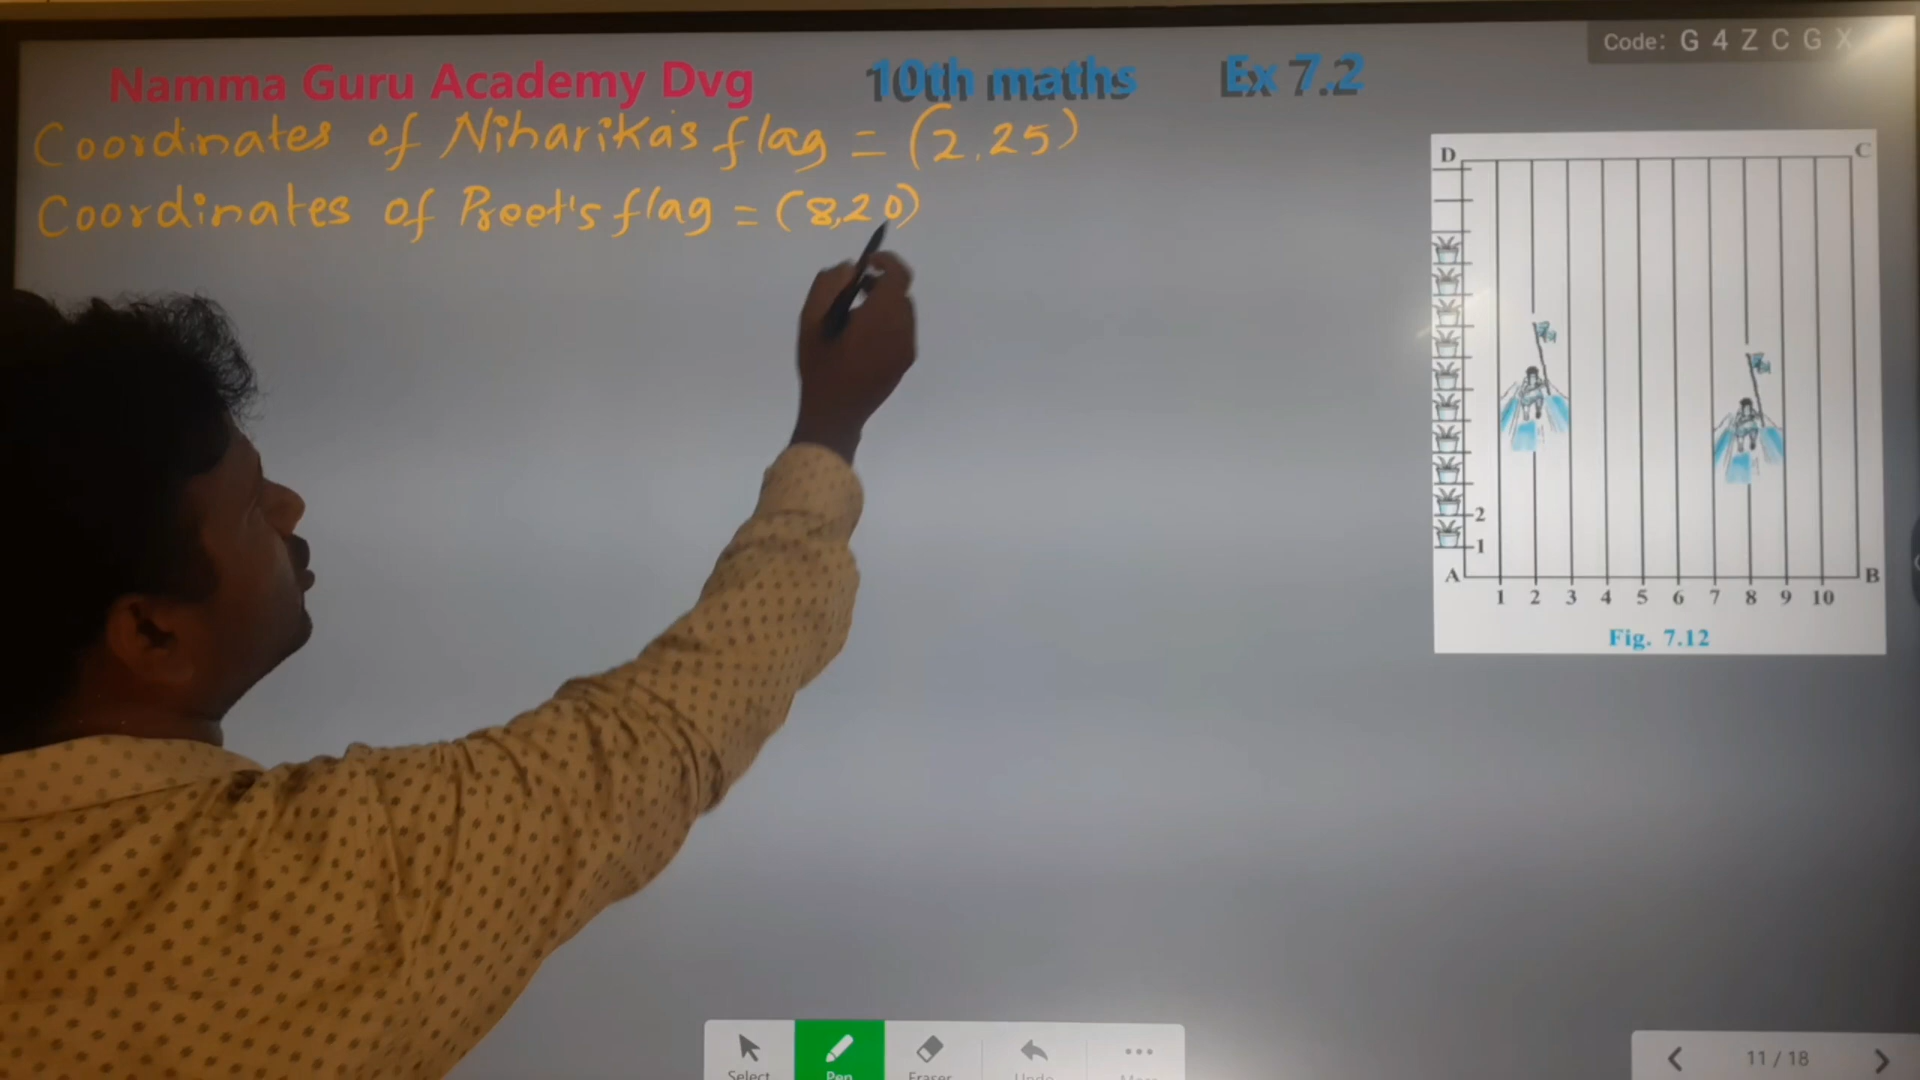 Code: G 4 Z C G X
Namma Guru Academy Dvg 10th maths Ex 7.2
Coordinates of Niharika's flag = (2,25)
Coordinates of Preet's flag = (8,20)
D C
2
1
A B
1 2 3 4 5 6 7 8 9 10
Fig. 7.12
Select Pen Eraser Undo
11 / 18